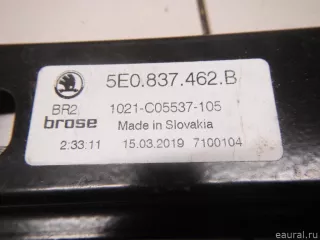 5E0.837.462.B
BR2 1021-C05537-105
brose Made in Slovakia
2:33.11 15.03.2019 7100104
eaural.ru